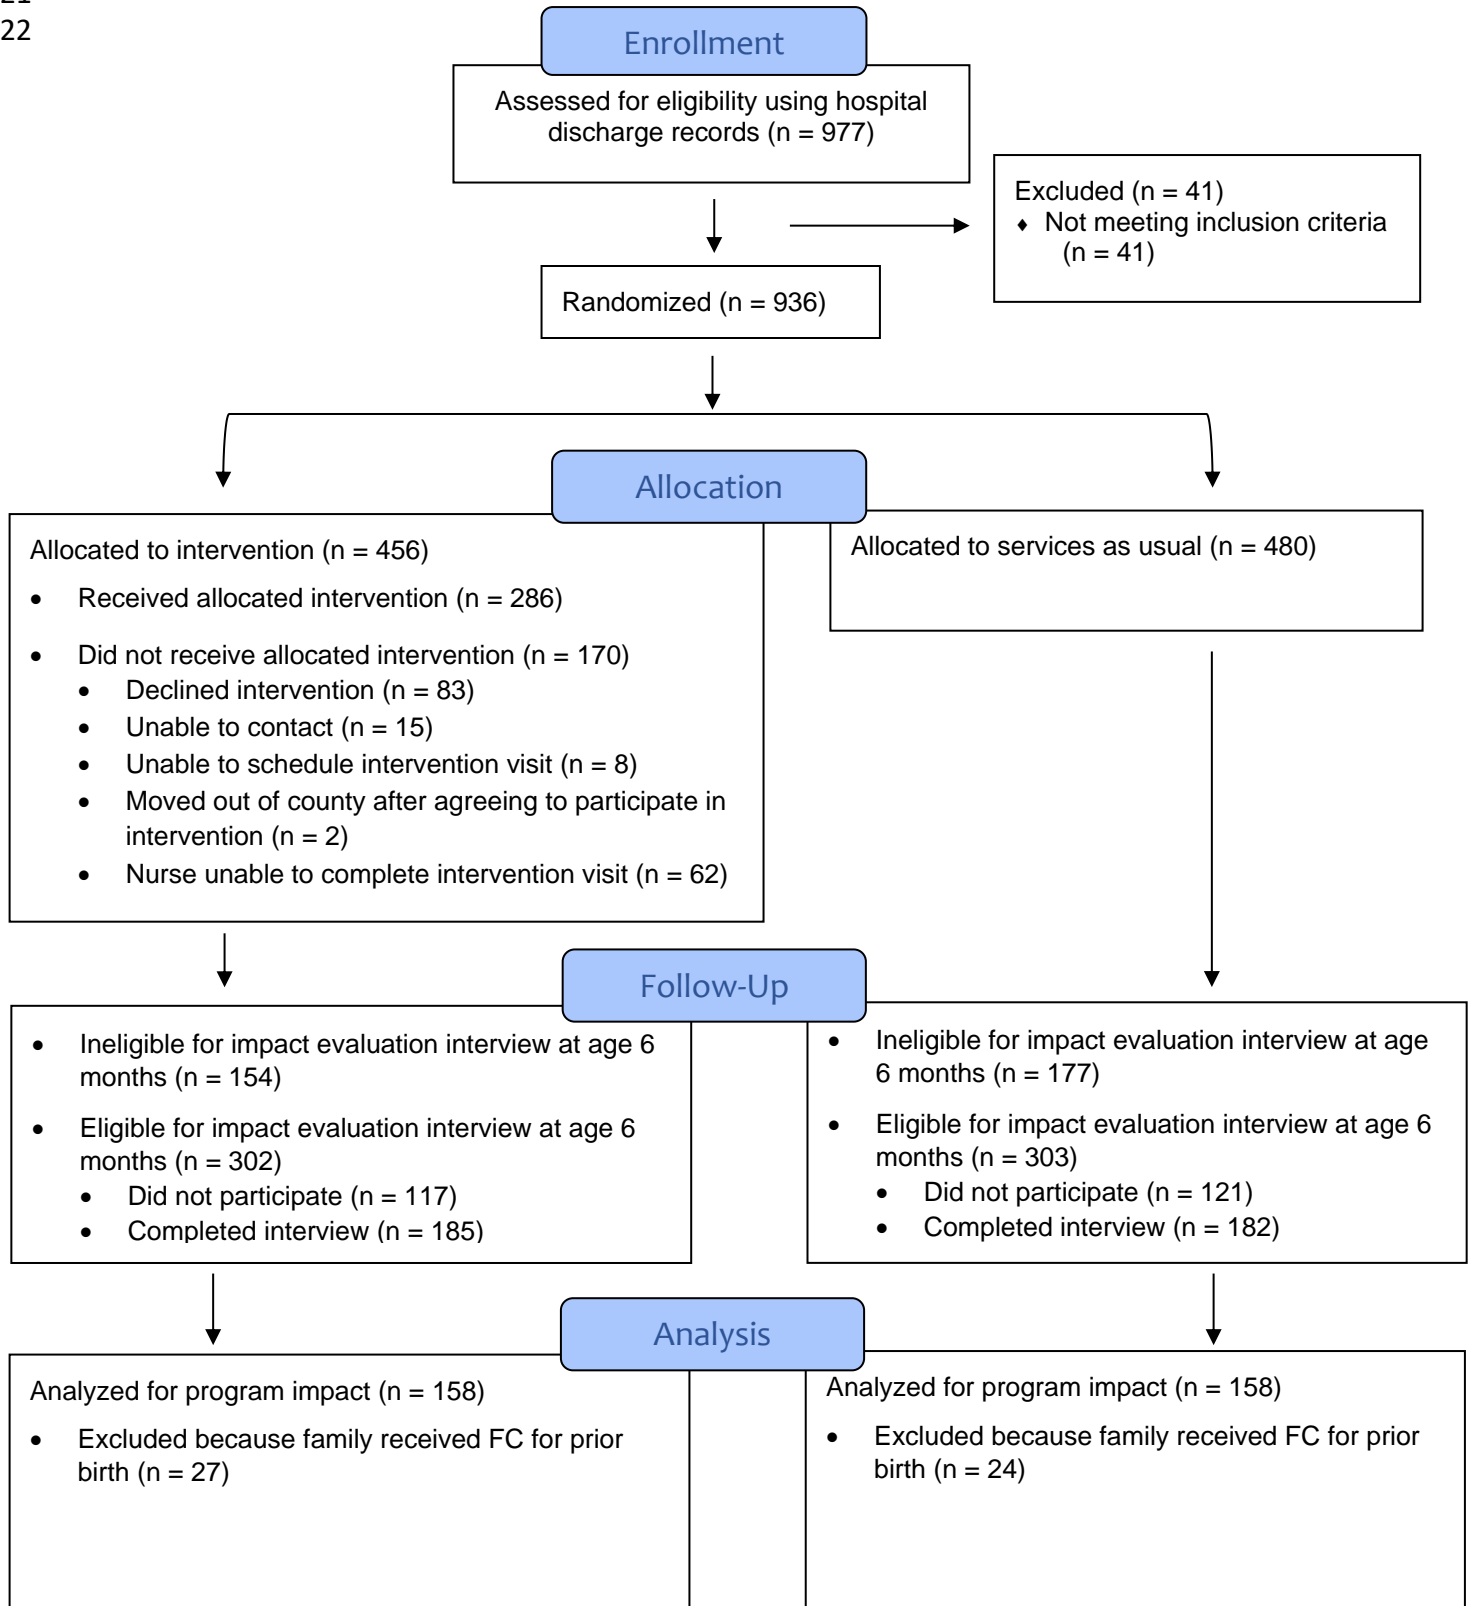 22
Enrollment
Assessed for eligibility using hospital
discharge records (n = 977)
Excluded (n = 41)
♦ Not meeting inclusion criteria
(n = 41)
Randomized (n = 936)
Allocation
Allocated to intervention (n = 456)
• Received allocated intervention (n = 286)
• Did not receive allocated intervention (n = 170)
• Declined intervention (n = 83)
• Unable to contact (n = 15)
• Unable to schedule intervention visit (n = 8)
• Moved out of county after agreeing to participate in
intervention (n = 2)
• Nurse unable to complete intervention visit (n = 62)
Allocated to services as usual (n = 480)
Follow-Up
• Ineligible for impact evaluation interview at age 6
months (n = 154)
• Eligible for impact evaluation interview at age 6
months (n = 302)
• Did not participate (n = 117)
• Completed interview (n = 185)
• Ineligible for impact evaluation interview at age
6 months (n = 177)
• Eligible for impact evaluation interview at age 6
months (n = 303)
• Did not participate (n = 121)
• Completed interview (n = 182)
Analysis
Analyzed for program impact (n = 158)
• Excluded because family received FC for prior
birth (n = 27)
Analyzed for program impact (n = 158)
• Excluded because family received FC for prior
birth (n = 24)